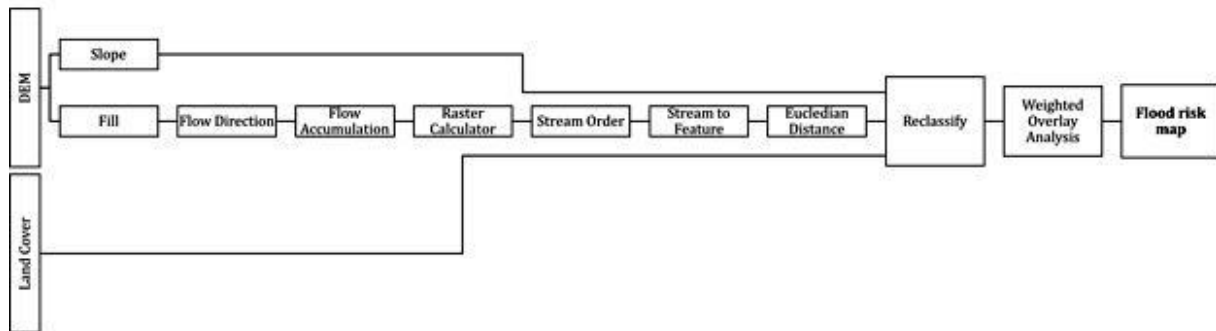 DEM
Slope
Fill
Flow Direction
Flow
Accumulation
Raster
Calculator
Stream Order
Stream to
Feature
Eucledian
Distance
Reclassify
Weighted
Overlay
Analysis
Flood risk
map
Land Cover